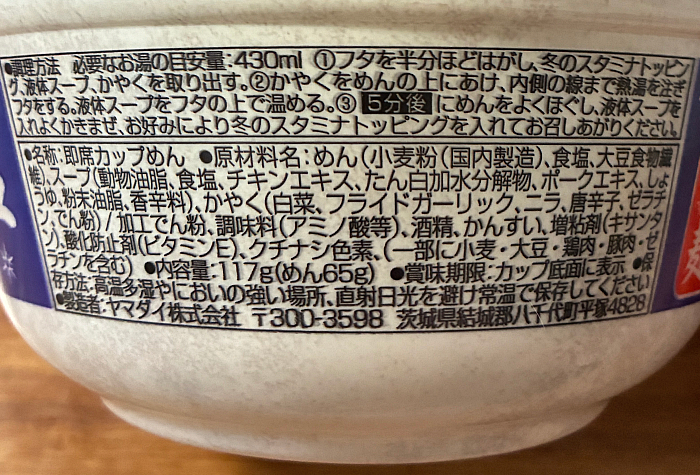 ●調理方法 必要なお湯の目安量:430ml ①フタを半分ほどはがし、冬のスタミナトッピン
グ、液体スープ、かやくを取り出す。②かやくをめんの上にあけ、内側の線まで熱湯を注ぎ
フタをする。液体スープをフタの上で温める。③ 5分後 にめんをよくほぐし、液体スープを
入れよくかきまぜ、お好みにより冬のスタミナトッピングを入れてお召しあがりください。
●名称:即席カップめん ●原材料名:めん(小麦粉(国内製造)、食塩、大豆食物繊
維)、スープ(動物油脂、食塩、チキンエキス、たん白加水分解物、ポークエキス、しょ
うゆ、粉末油脂、香辛料)、かやく(白菜、フライドガーリック、ニラ、唐辛子、ゼラチ
ン、でん粉)/加工でん粉、調味料(アミノ酸等)、酒精、かんすい、増粘剤(キサンタ
ン)、酸化防止剤(ビタミンE)、クチナシ色素、(一部に小麦・大豆・鶏肉・豚肉・ゼ
ラチンを含む) ●内容量:117g(めん65g) ●賞味期限:カップ底面に表示 ●保
存方法:高温多湿やにおいの強い場所、直射日光を避け常温で保存してください
●製造者:ヤマダイ株式会社 〒300-3598 茨城県結城郡八千代町平塚4828